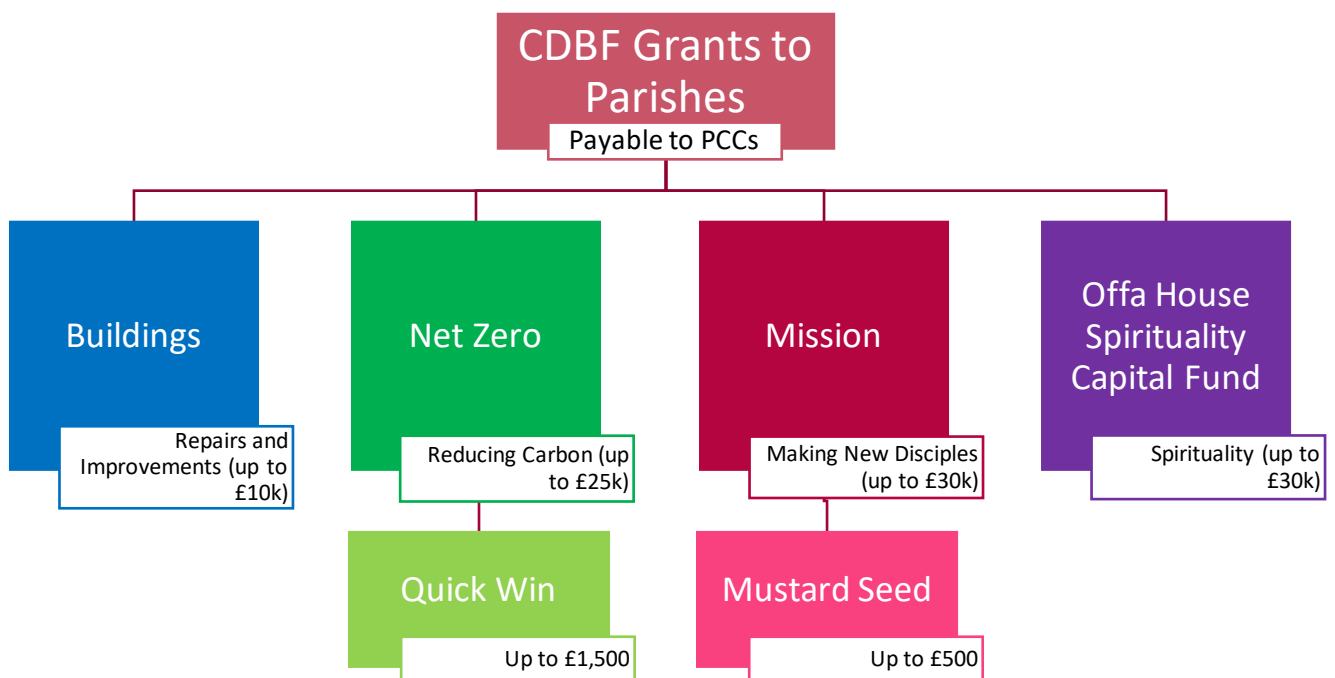 CDBF Grants to
Parishes
Payable to PCCs
Buildings
Repairs and
Improvements (up to
£10k)
Net Zero
Reducing Carbon (up
to £25k)
Mission
Making New Disciples
(up to £30k)
Offa House
Spirituality
Capital Fund
Spirituality (up to
£30k)
Quick Win
Up to £1,500
Mustard Seed
Up to £500